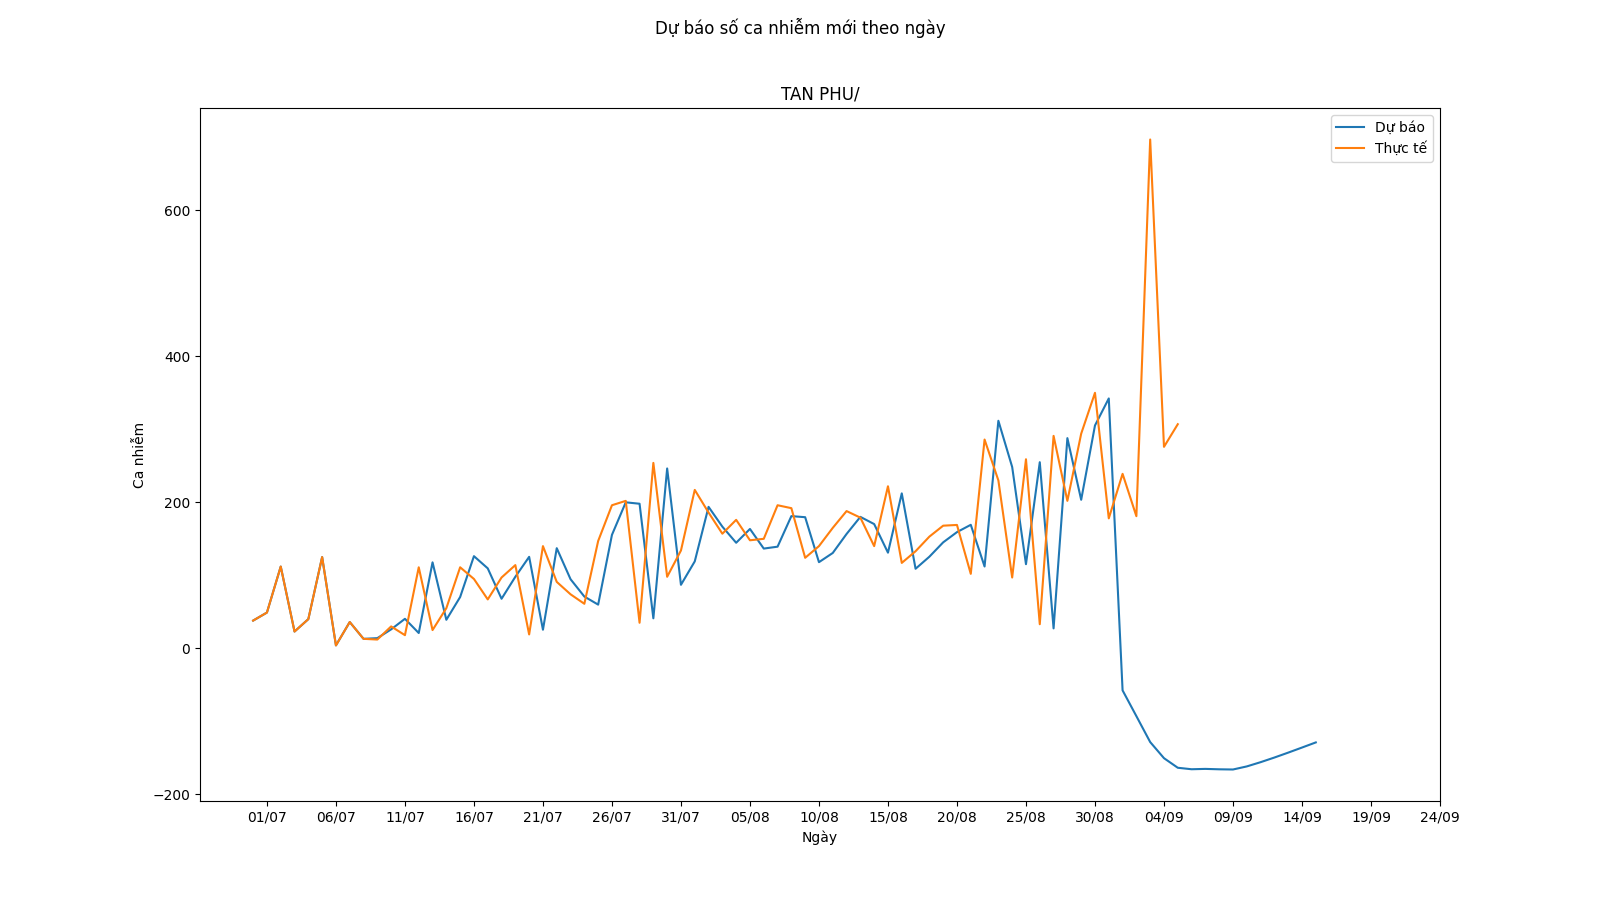 Dự báo số ca nhiễm mới theo ngày
TAN PHU/
Dự báo
Thực tế
600
400
200
0
−200
Ca nhiễm
01/07 06/07 11/07 16/07 21/07 26/07 31/07 05/08 10/08 15/08 20/08 25/08 30/08 04/09 09/09 14/09 19/09 24/09
Ngày